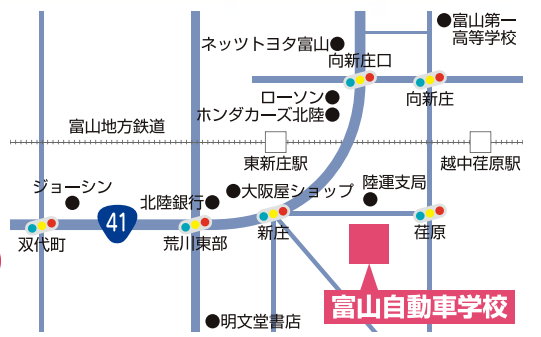 富山第一
高等学校
ネッツトヨタ富山
向新庄口
ローソン
向新庄
ホンダカーズ北陸
富山地方鉄道
東新庄駅
越中荏原駅
ジョーシン
大阪屋ショップ
陸運支局
北陸銀行
41
双代町
荒川東部
新庄
荏原
富山自動車学校
明文堂書店